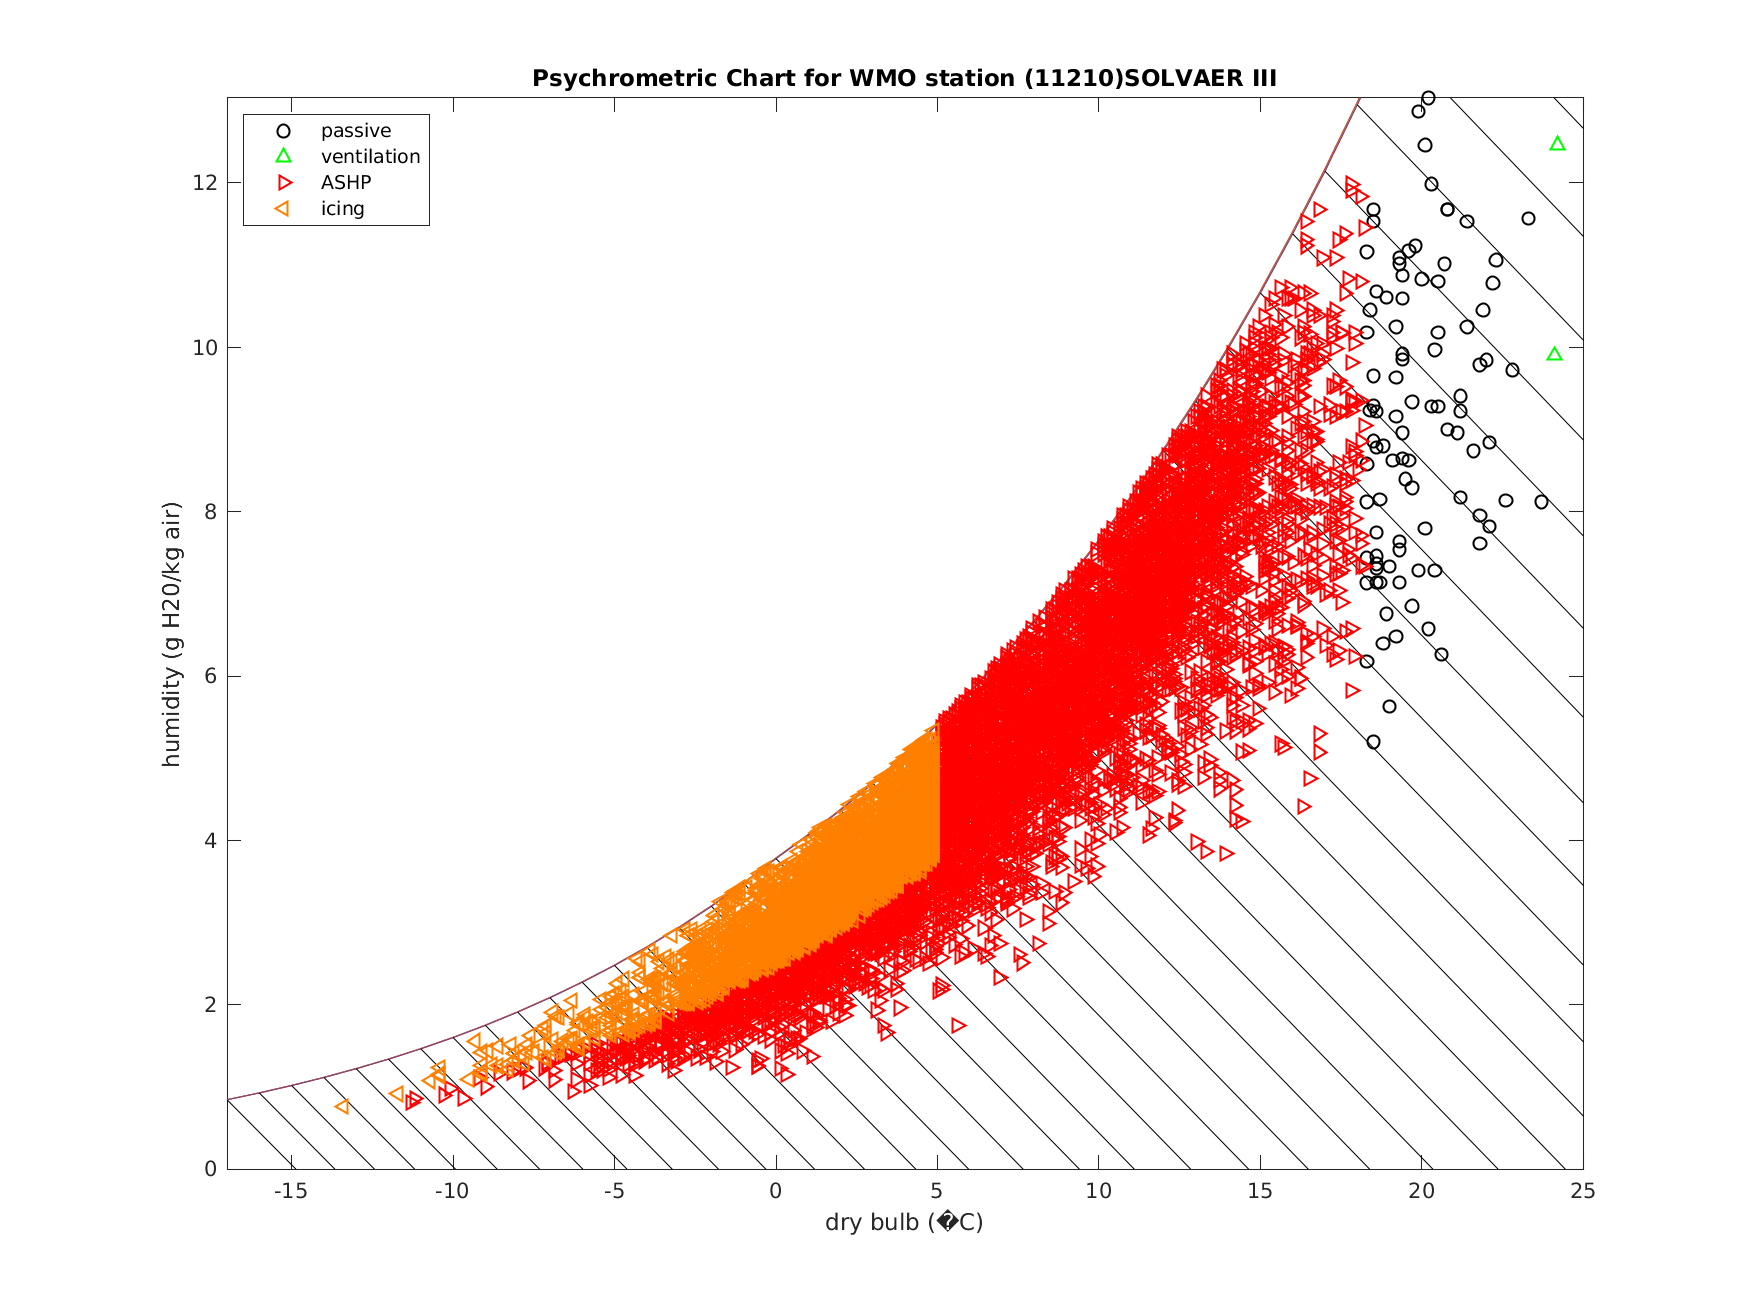 Psychrometric Chart for WMO station (11210)SOLVAER III
passive
ventilation
ASHP
icing
humidity (g H20/kg air)
12
10
8
6
4
2
0
-15 -10 -5 0 5 10 15 20 25
dry bulb (�C)